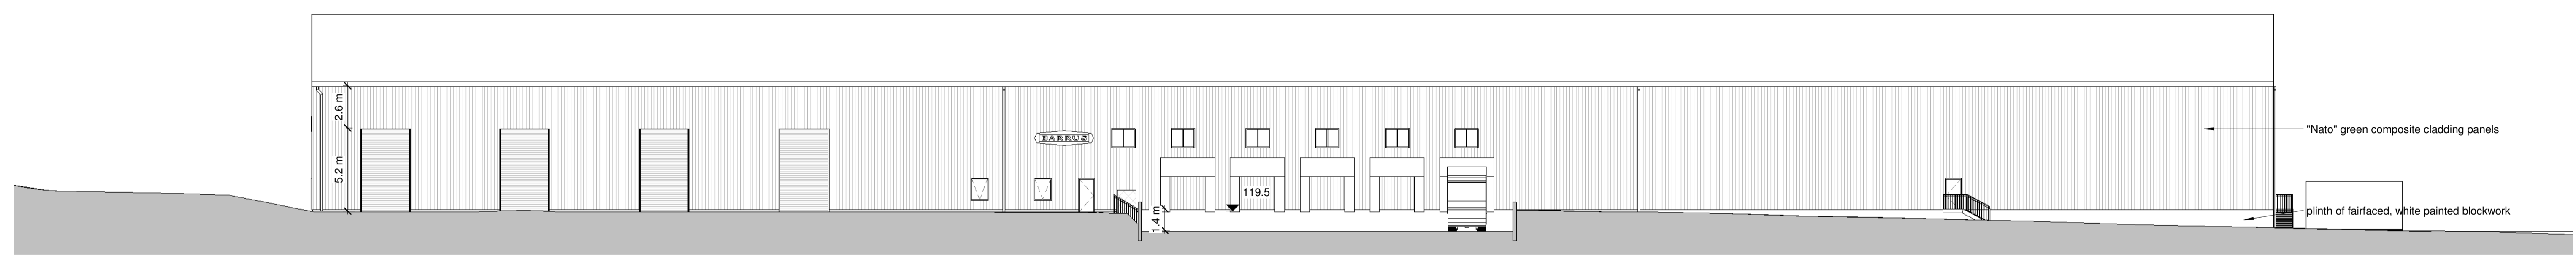 2.6 m
5.2 m
BARRUS
119.5
1.4 m
"Nato" green composite cladding panels
plinth of fairfaced, white painted blockwork